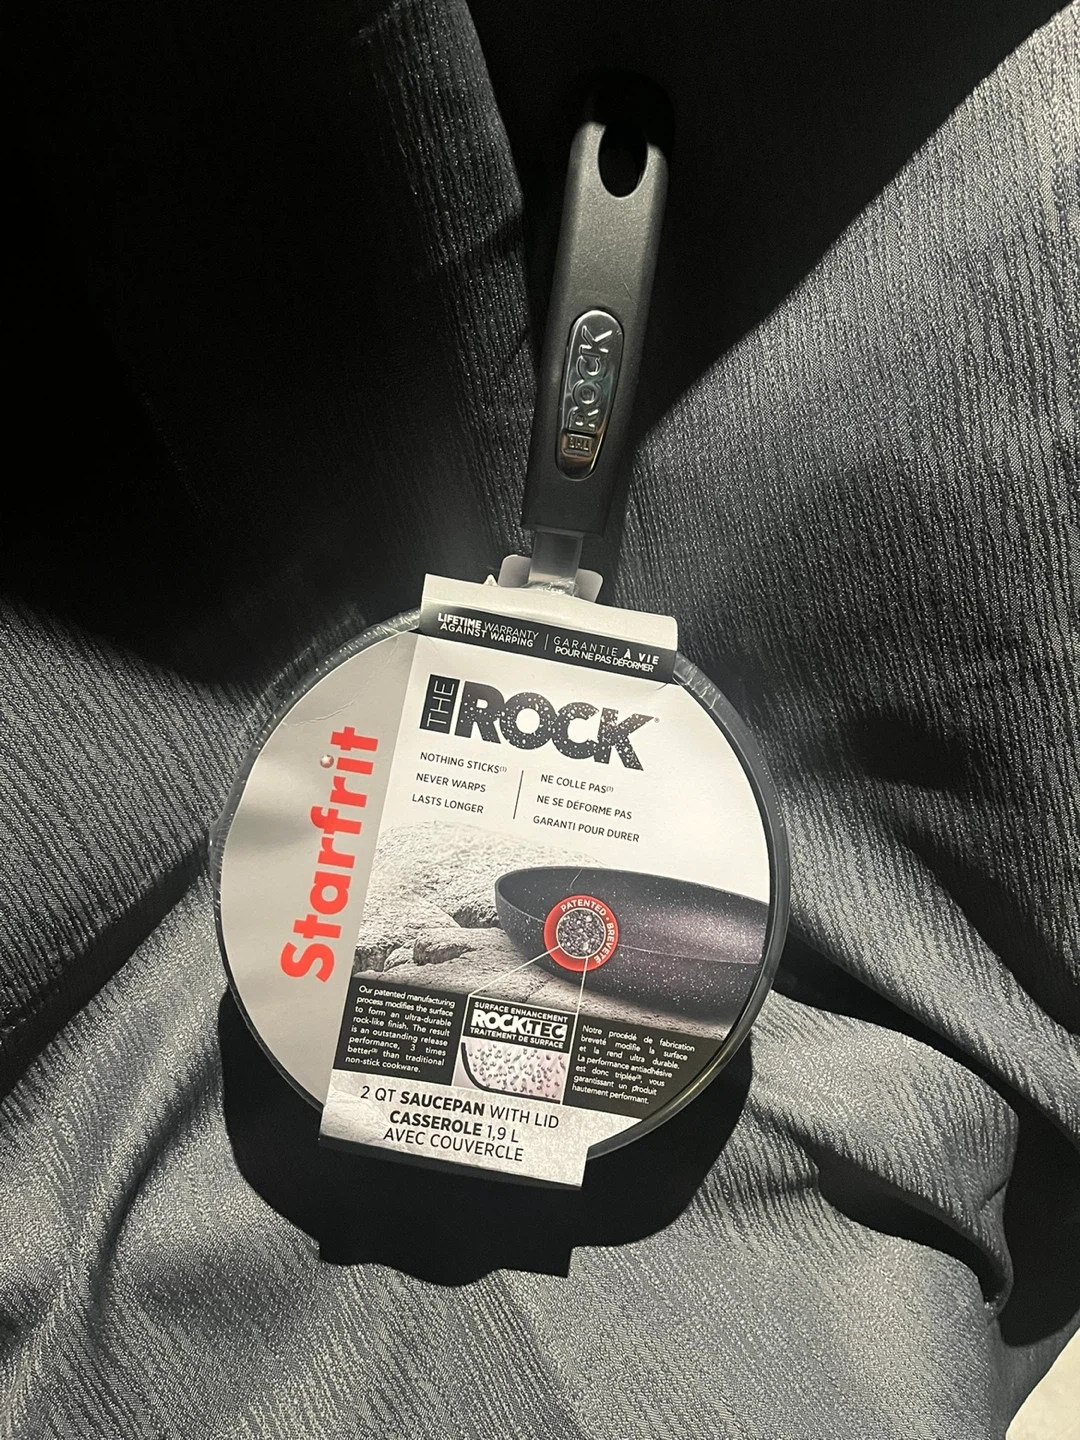 ROCK
LIFETIME WARRANTY
AGAINST WARPING
GARANTIE À VIE
POUR NE PAS DÉFORMER
THE ROCK
NOTHING STICKS(1)
NEVER WARPS
LASTS LONGER
NE COLLE PAS(1)
NE SE DÉFORME PAS
GARANTI POUR DURER
Starfrit
PATENTED • BREVETÉ
Our patented manufacturing
process modifies the surface
to form an ultra-durable
rock-like finish. The result
is an outstanding release
performance, 3 times
better(2) than traditional
non-stick cookware.
SURFACE ENHANCEMENT
ROCK.TEC
TRAITEMENT DE SURFACE
Notre procédé de fabrication
breveté modifie la surface
et la rend ultra durable.
La performance antiadhésive
est donc triplée(2), vous
garantissant un produit
hautement performant.
2 QT SAUCEPAN WITH LID
CASSEROLE 1,9 L
AVEC COUVERCLE